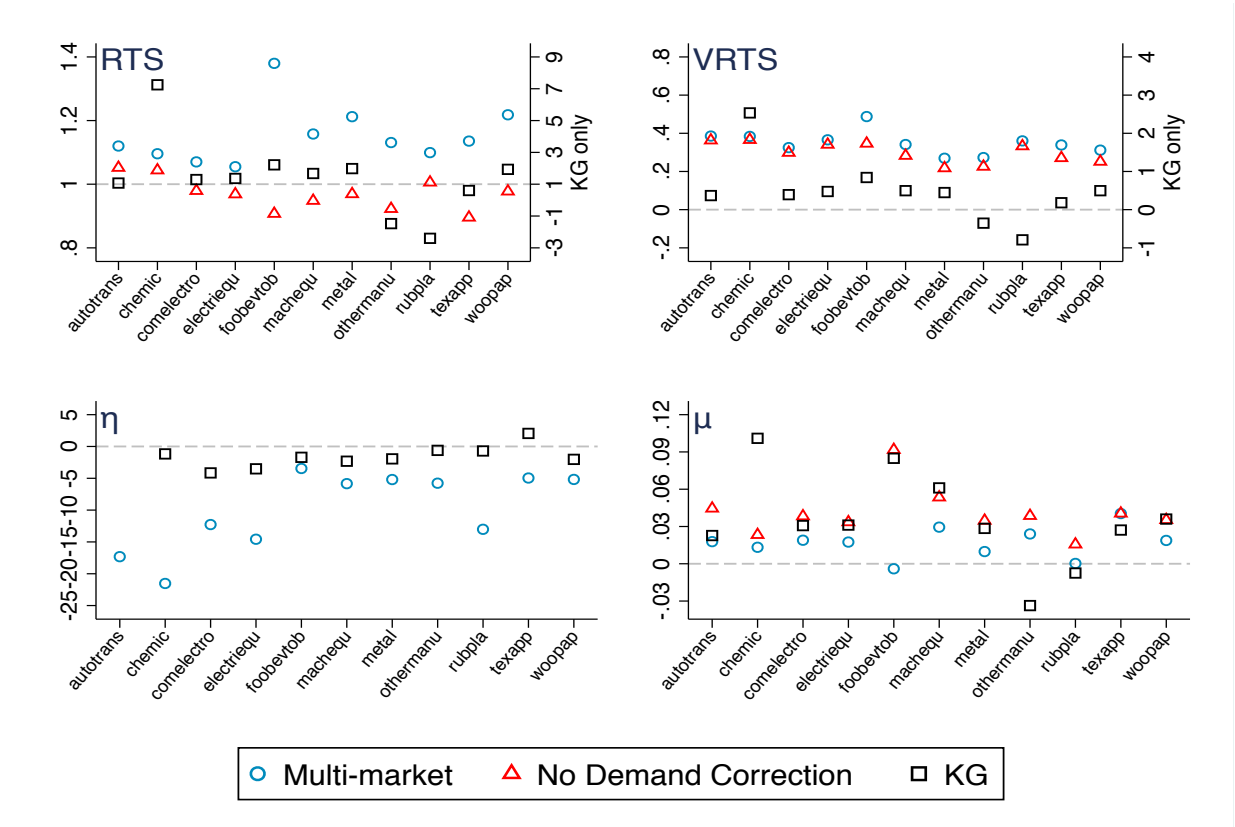 RTS
1.4
1.2
1
.8
9
7
5
3
1
-1
-3
KG only
autotrans
chemic
comelectro
electriequ
foobevtob
machequ
metal
othermanu
rubpla
texapp
woopap
VRTS
.8
.6
.4
.2
0
-.2
4
3
2
1
0
-1
KG only
autotrans
chemic
comelectro
electriequ
foobevtob
machequ
metal
othermanu
rubpla
texapp
woopap
η
5
0
-5
-10
-15
-20
-25
autotrans
chemic
comelectro
electriequ
foobevtob
machequ
metal
othermanu
rubpla
texapp
woopap
μ
.12
.09
.06
.03
0
-.03
autotrans
chemic
comelectro
electriequ
foobevtob
machequ
metal
othermanu
rubpla
texapp
woopap
Multi-market No Demand Correction KG